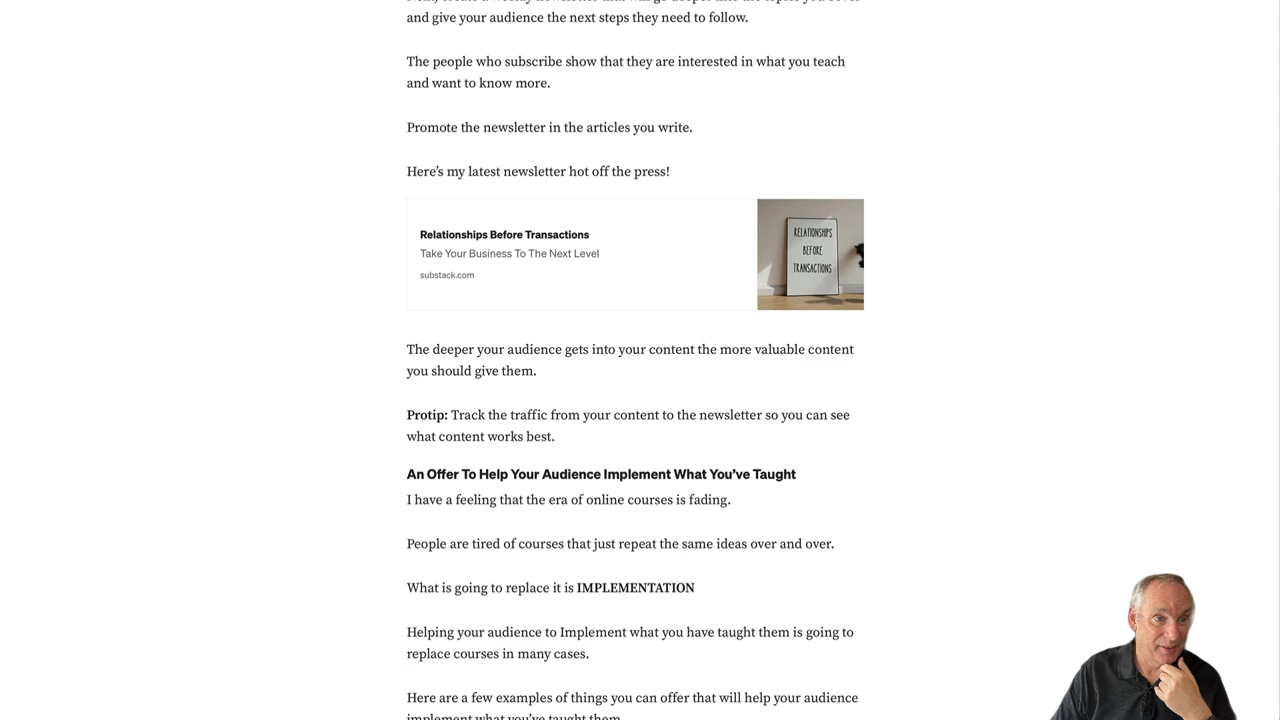 and give your audience the next steps they need to follow.
The people who subscribe show that they are interested in what you teach
and want to know more.
Promote the newsletter in the articles you write.
Here’s my latest newsletter hot off the press!
Relationships Before Transactions
Take Your Business To The Next Level
substack.com
RELATIONSHIPS
BEFORE
TRANSACTIONS
The deeper your audience gets into your content the more valuable content
you should give them.
Protip: Track the traffic from your content to the newsletter so you can see
what content works best.
An Offer To Help Your Audience Implement What You’ve Taught
I have a feeling that the era of online courses is fading.
People are tired of courses that just repeat the same ideas over and over.
What is going to replace it is IMPLEMENTATION
Helping your audience to Implement what you have taught them is going to
replace courses in many cases.
Here are a few examples of things you can offer that will help your audience
implement what you’ve taught them